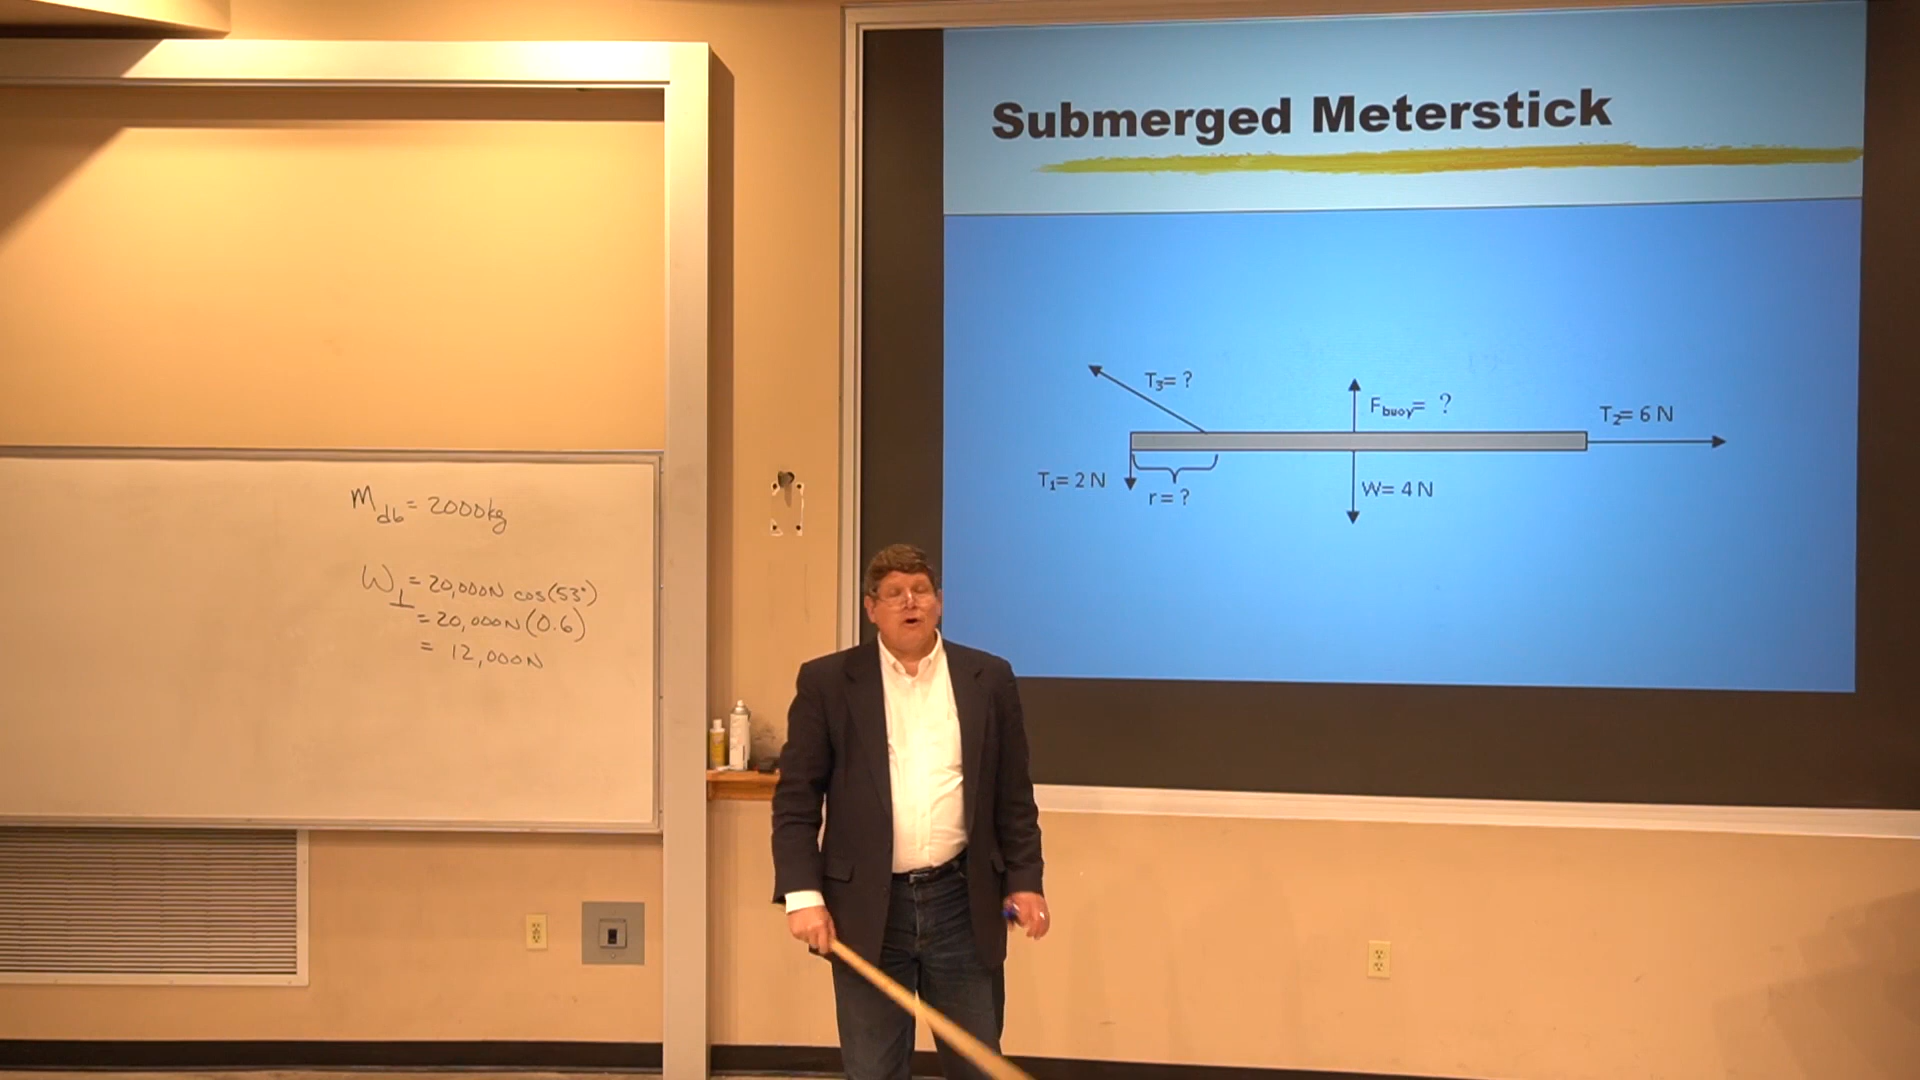 Submerged Meterstick
T₃= ?
F_buoy= ?
T₂= 6 N
T₁= 2 N
r = ?
W= 4 N
M_db = 2000kg
W_⊥ = 20,000N cos(53°)
= 20,000N (0.6)
= 12,000N